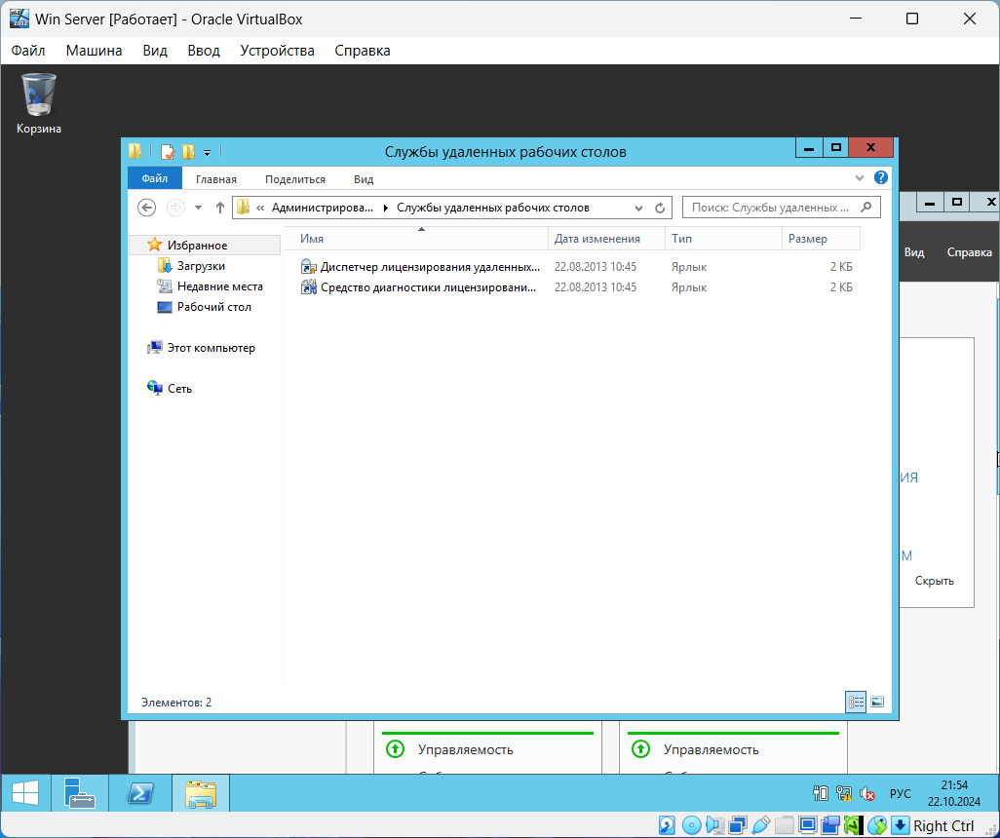 Win Server [Работает] - Oracle VirtualBox
Файл Машина Вид Ввод Устройства Справка
Корзина
Службы удаленных рабочих столов
Файл Главная Поделиться Вид
« Администрирова... Службы удаленных рабочих столов Поиск: Службы удаленных ...
Имя Дата изменения Тип Размер
Избранное
Загрузки
Недавние места
Рабочий стол
Этот компьютер
Сеть
Диспетчер лицензирования удаленных... 22.08.2013 10:45 Ярлык 2 КБ
Средство диагностики лицензировани... 22.08.2013 10:45 Ярлык 2 КБ
Вид Справка
ИЯ
М
Скрыть
Элементов: 2
Управляемость Управляемость
РУС
21:54
22.10.2024
Right Ctrl